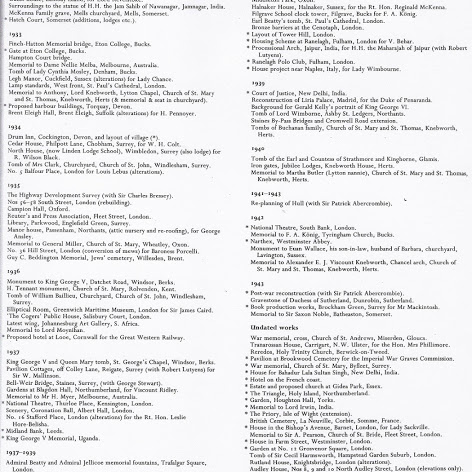 Surroundings to the statue of H.H. the Jam Sahib of Nawanagar, Jamnagar, India.
McKenna Family grave, Mells churchyard, Mells, Somerset.
* Hatch Court, Somerset (additions, lodges etc.).
1933
Finch-Hatton Memorial bridge, Eton College, Bucks.
* Gate at Eton College, Bucks.
Hampton Court bridge.
Memorial to Dame Nellie Melba, Melbourne, Australia.
Tomb of Lady Cynthia Mosley, Denham, Bucks.
Legh Manor, Cuckfield, Sussex (alterations) for Lady Chance.
Lamp standards, West front, St. Paul's Cathedral, London.
Memorial to Antony, Lord Knebworth, Lytton Chapel, Church of St. Mary
and St. Thomas, Knebworth, Herts (& memorial & seat in churchyard).
* Proposed harbour buildings, Torquay, Devon.
Brent Eleigh Hall, Brent Eleigh, Suffolk (alterations) for H. Pennoyer.
1934
Drum Inn, Cockington, Devon, and layout of village (*).
Cedar House, Philpott Lane, Chobham, Surrey, for W. H. Colt.
North House, (now Linden Lodge School), Wimbledon, Surrey (also lodge) for
R. Wilson Black.
Tomb of Mrs Clark, Churchyard, Church of St. John, Windlesham, Surrey.
No. 5 Balfour Place, London for Louis Lebus (alterations).
1935
The Highway Development Survey (with Sir Charles Bressey).
Nos 56-58 South Street, London (rebuilding).
Campion Hall, Oxford.
Reuter's and Press Association, Fleet Street, London.
Library, Parkwood, Englefield Green, Surrey.
Manor house, Passenham, Northants, (attic nursery and re-roofing), for George
Ansley.
Memorial to General Miller, Church of St. Mary, Wheatley, Oxon.
No. 36 Hill Street, London (conversion of mews) for Baroness Porcelli.
Guy C. Bedding Memorial, Jews' cemetery, Willesden, Brent.
1936
Monument to King George V, Datchet Road, Windsor, Berks.
H. Tennant monument, Church of St. Mary, Rolvenden, Kent.
Tomb of William Bulleid, Churchyard, Church of St. John, Windlesham,
Surrey.
Elliptical Room, Greenwich Maritime Museum, London for Sir James Caird.
'The Cogers' Public House, Salisbury Court, London.
Latest wing, Johannesburg Art Gallery, S. Africa.
Memorial to Lord Moynihan.
* Proposed hotel at Looe, Cornwall for the Great Western Railway.
1937
King George V and Queen Mary tomb, St. George's Chapel, Windsor, Berks.
Pavilion Cottages, off Colley Lane, Reigate, Surrey (with Robert Lutyens) for
Sir W. Mallinson.
Bell-Weir Bridge, Staines, Surrey, (with George Stewart).
Gardens at Blagdon Hall, Northumberland, for Viscount Ridley.
Memorial to Mr H. Myer, Melbourne, Australia.
* National Theatre, Thurloe Place, Kensington, London.
Scenery, Coronation Ball, Albert Hall, London.
No. 16 Stafford Place, London (alterations) for the Rt. Hon. Leslie
Hore-Belisha.
* Midland Bank, Leeds.
* King George V Memorial, Uganda.
1937–1939
Admiral Beatty and Admiral Jellicoe memorial fountains, Trafalgar Square,
London.
Halnaker House, Halnaker, Sussex, for the Rt. Hon. Reginald McKenna.
Filgrave School clock tower, Filgrave, Bucks for F. A. König.
Earl Beatty's tomb, St. Paul's Cathedral, London.
Bronze barriers at the Cenotaph, London.
* Layout of Tower Hill, London.
* Housing Scheme at Ranelagh, Fulham, London for V. Behar.
* Processional Arch, Jaipur, India, for H.H. the Maharajah of Jaipur (with Robert
Lutyens).
* Ranelagh Polo Club, Fulham, London.
* House project near Naples, Italy, for Lady Wimbourne.
1939
* Court of Justice, New Delhi, India.
Reconstruction of Liria Palace, Madrid, for the Duke of Penaranda.
Background for Gerald Kelly's portrait of King George VI.
Tomb of Lord Wimborne, Ashby St. Ledgers, Northants.
Staines By-Pass Bridges and Cromwell Road extension.
Tombs of Buchanan family, Church of St. Mary and St. Thomas, Knebworth,
Herts.
1940
Tomb of the Earl and Countess of Strathmore and Kinghorne, Glamis.
Iron gates, Jubilee Lodges, Knebworth House, Herts.
Memorial to Martha Butler (Lytton nannie), Church of St. Mary and St. Thomas,
Knebworth, Herts.
1941–1943
Re-planning of Hull (with Sir Patrick Abercrombie).
1942
* National Theatre, South Bank, London.
Memorial to F. A. König, Tyringham Church, Bucks.
* Narthex, Westminster Abbey.
Monument to Euan Wallace, his son-in-law, husband of Barbara, churchyard,
Lavington, Sussex.
Memorial to Alexander E. J. Viscount Knebworth, Chancel arch, Church of
St. Mary and St. Thomas, Knebworth, Herts.
1943
* Post-war reconstruction (with Sir Patrick Abercrombie).
Gravestone of Duchess of Sutherland, Dunrobin, Sutherland.
* Book production works, Brockham Green, Surrey for Mr Mackintosh.
Memorial to Sir Saxon Noble, Bathaston, Somerset.
Undated works
War memorial, cross, Church of St. Andrews, Miserden, Gloucs.
Transomson House, Carrigart, N.W. Ulster, for the Hon. Mrs Phillimore.
Reredos, Holy Trinity Church, Berwick-on-Tweed.
* Pavilion at Brookwood Cemetery for the Imperial War Graves Commission.
* War memorial, Church of St. Mary, Byfleet, Surrey.
* House for Bahadur Lab Sultan Singh, New Delhi, India.
* Hotel on the French coast.
* Estate and proposed church at Gidea Park, Essex.
* The Triangle, Holy Island, Northumberland.
* Garden, Houghton Hall, Yorks.
* Memorial to Lord Irwin, India.
* The Priory, Isle of Wight (extension).
British Cemetery, La Neuville, Corbie, Somme, France.
* House in the Bishop's Avenue, Barnet, London, for Lady Sackville.
Memorial to Sir A. Pearson, Church of St. Bride, Fleet Street, London.
* House in Farm Street, Westminster, London.
* Garden at No. 11 Grosvenor Square, London.
Tomb of Sir Cecil Harmsworth, Hampstead Garden Suburb, London.
Rutland House, Knightsbridge, London (alterations).
Audley House, Nos 8, 9 and 10 North Audley Street, London (elevations only).